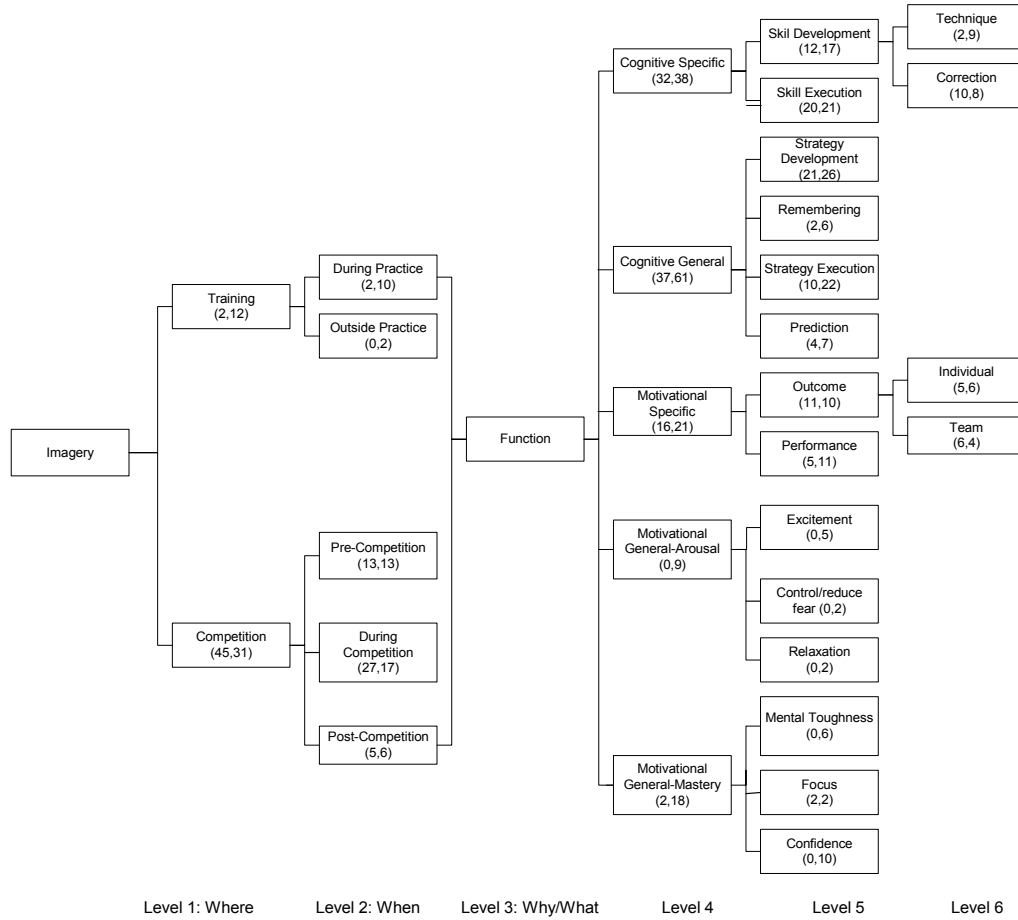 Imagery
Training
(2,12)
Competition
(45,31)
During Practice
(2,10)
Outside Practice
(0,2)
Pre-Competition
(13,13)
During
Competition
(27,17)
Post-Competition
(5,6)
Function
Cognitive Specific
(32,38)
Cognitive General
(37,61)
Motivational
Specific
(16,21)
Motivational
General-Arousal
(0,9)
Motivational
General-Mastery
(2,18)
Skil Development
(12,17)
Skill Execution
(20,21)
Strategy
Development
(21,26)
Remembering
(2,6)
Strategy Execution
(10,22)
Prediction
(4,7)
Outcome
(11,10)
Performance
(5,11)
Excitement
(0,5)
Control/reduce
fear (0,2)
Relaxation
(0,2)
Mental Toughness
(0,6)
Focus
(2,2)
Confidence
(0,10)
Technique
(2,9)
Correction
(10,8)
Individual
(5,6)
Team
(6,4)
Level 1: Where
Level 2: When
Level 3: Why/What
Level 4
Level 5
Level 6